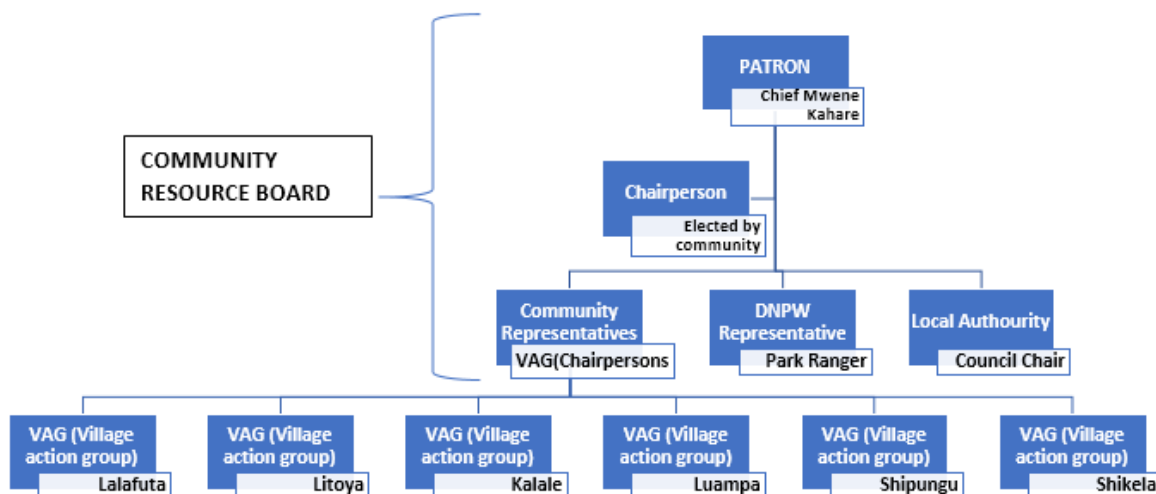 PATRON
Chief Mwene
Kahare
COMMUNITY
RESOURCE BOARD
Chairperson
Elected by
community
Community
Representatives
VAG(Chairpersons
DNPW
Representative
Park Ranger
Local Authourity
Council Chair
VAG (Village
action group)
Lalafuta
VAG (Village
action group)
Litoya
VAG (Village
action group)
Kalale
VAG (Village
action group)
Luampa
VAG (Village
action group)
Shipungu
VAG (Village
action group)
Shikela